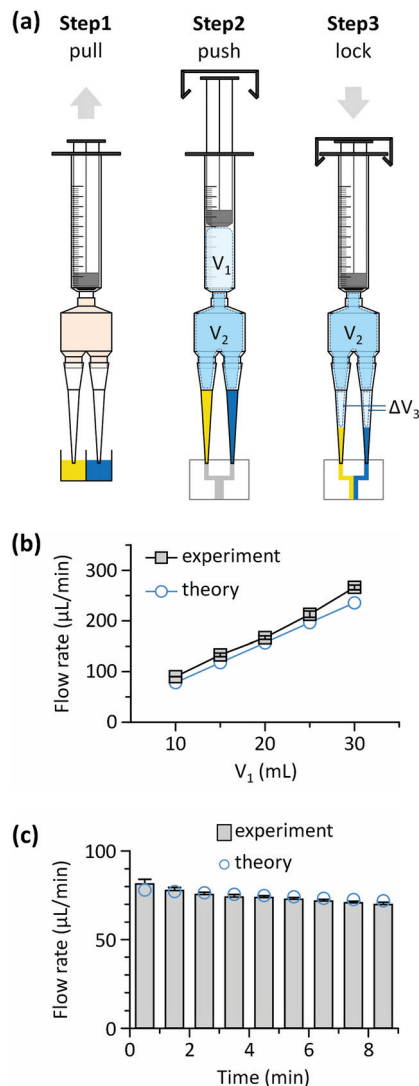 (a) Step1 Step2 Step3
pull push lock
V₁
V₂ V₂
ΔV₃
(b)
experiment
theory
Flow rate (µL/min)
300
200
100
0
10 15 20 25 30
V₁ (mL)
(c)
experiment
theory
Flow rate (µL/min)
100
50
0
0 2 4 6 8
Time (min)